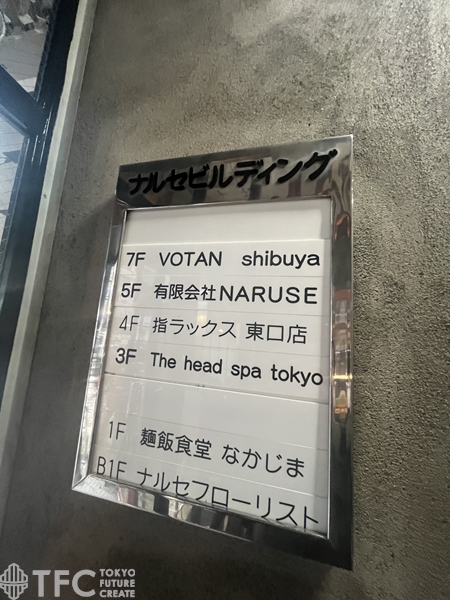 ナルセビルディング
7F VOTAN shibuya
5F 有限会社NARUSE
4F 指ラックス 東口店
3F The head spa tokyo
1F 麺飯食堂 なかじま
B1F ナルセフローリスト
TFC TOKYO
FUTURE
CREATE